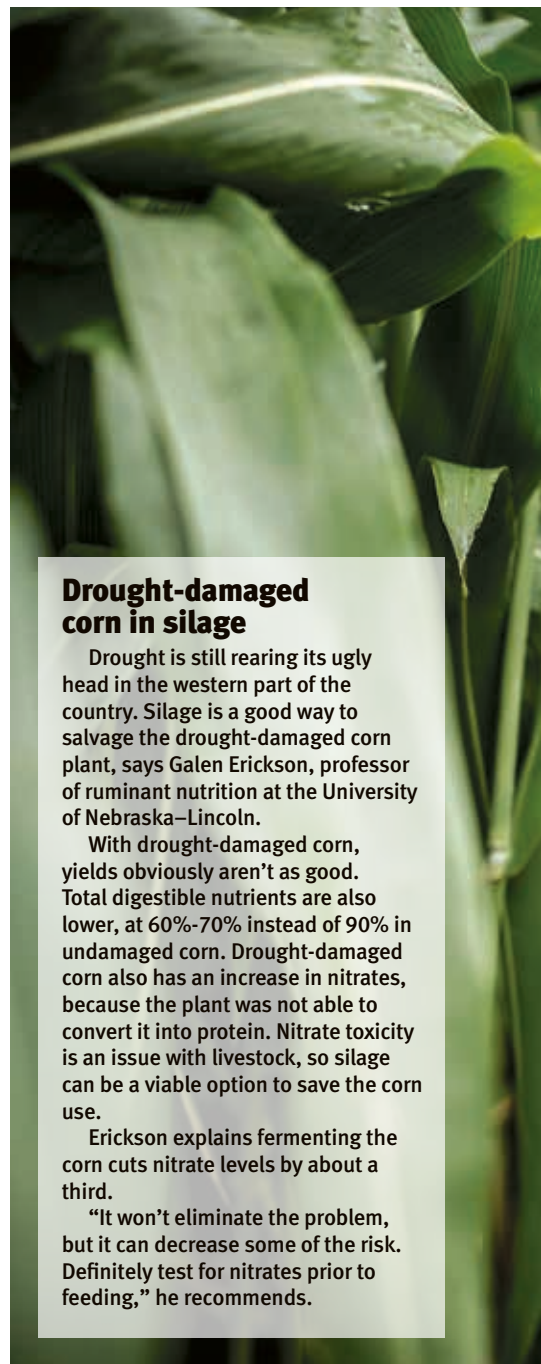 Drought-damaged
corn in silage
Drought is still rearing its ugly
head in the western part of the
country. Silage is a good way to
salvage the drought-damaged corn
plant, says Galen Erickson, professor
of ruminant nutrition at the University
of Nebraska–Lincoln.
With drought-damaged corn,
yields obviously aren’t as good.
Total digestible nutrients are also
lower, at 60%-70% instead of 90% in
undamaged corn. Drought-damaged
corn also has an increase in nitrates,
because the plant was not able to
convert it into protein. Nitrate toxicity
is an issue with livestock, so silage
can be a viable option to save the corn
use.
Erickson explains fermenting the
corn cuts nitrate levels by about a
third.
“It won’t eliminate the problem,
but it can decrease some of the risk.
Definitely test for nitrates prior to
feeding,” he recommends.